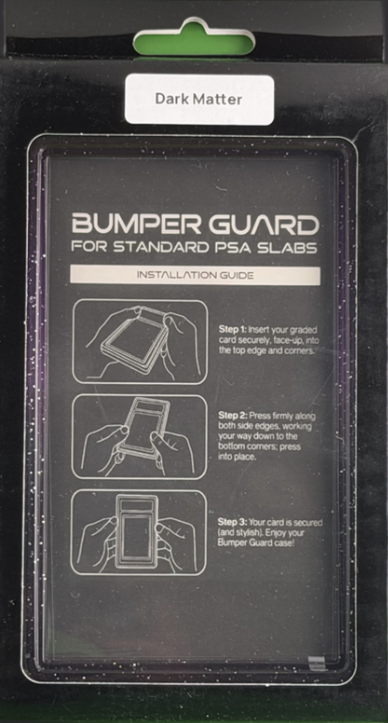 Dark Matter
BUMPER GUARD
FOR STANDARD PSA SLABS
INSTALLATION GUIDE
Step 1: Insert your graded
card securely, face-up, into
the top edge and corners.
Step 2: Press firmly along
both side edges, working
your way down to the
bottom corners; press
into place.
Step 3: Your card is secured
(and stylish). Enjoy your
Bumper Guard case!